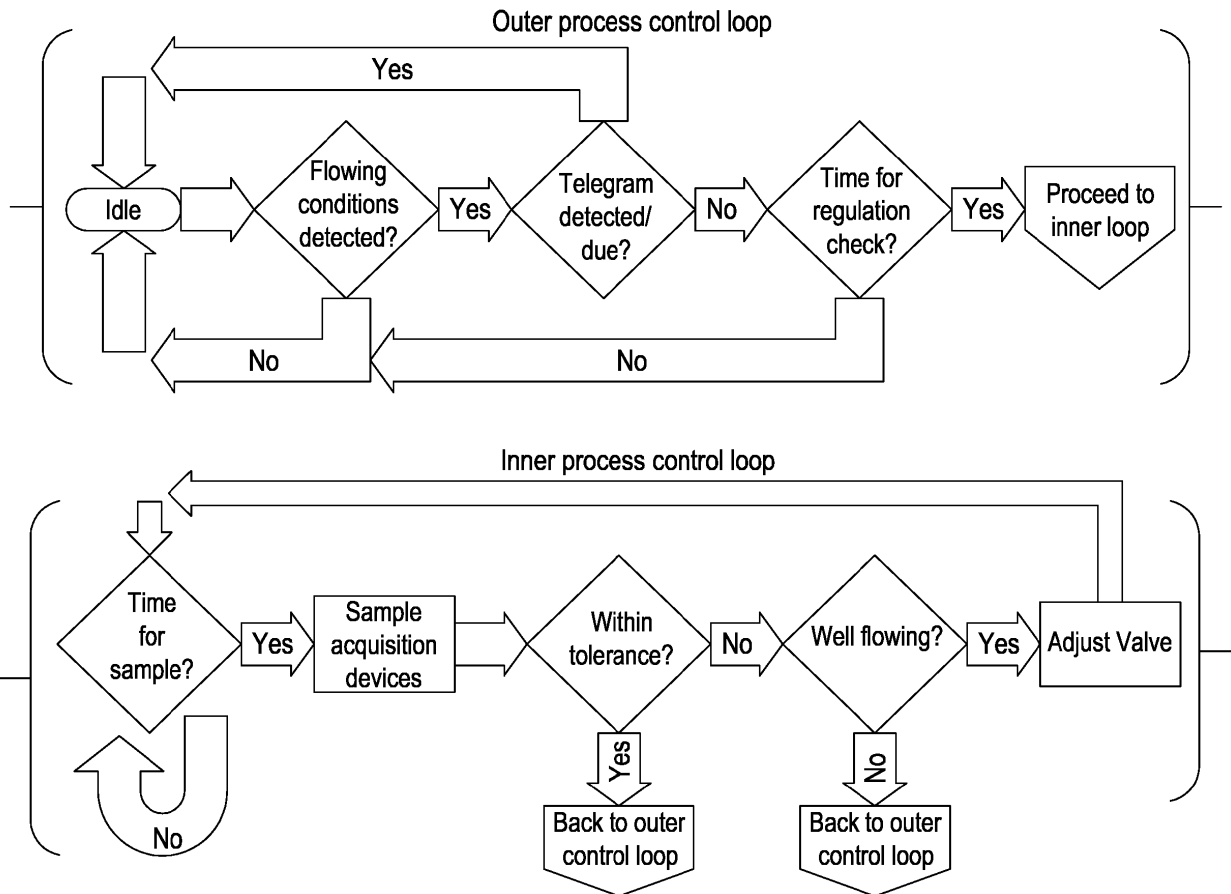 Outer process control loop
Yes
Idle
Flowing
conditions
detected?
Yes
Telegram
detected/
due?
No
Time for
regulation
check?
Yes
Proceed to
inner loop
No
No
Inner process control loop
Time
for
sample?
Yes
Sample
acquisition
devices
Within
tolerance?
No
Well flowing?
Yes
Adjust Valve
No
Yes
No
Back to outer
control loop
Back to outer
control loop